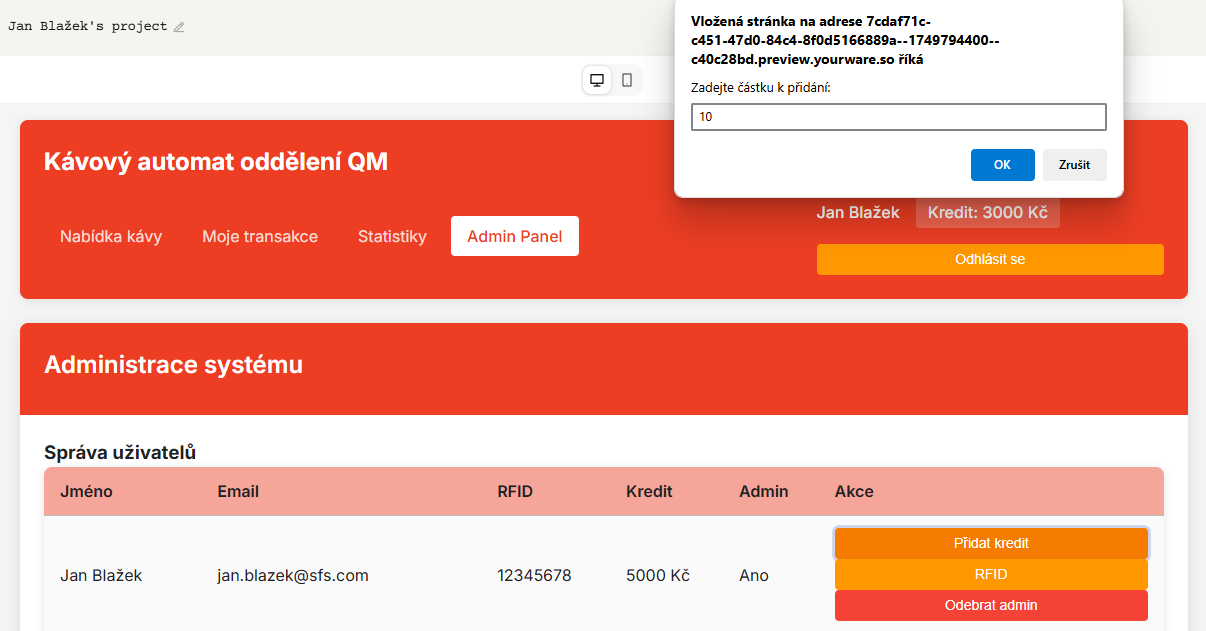 Jan Blažek's project
Vložená stránka na adrese 7cdaf71c-
c451-47d0-84c4-8f0d5166889a--1749794400--
c40c28bd.preview.yourware.so říká
Zadejte částku k přidání:
10
OK
Zrušit
Kávový automat oddělení QM
Jan Blažek
Kredit: 3000 Kč
Nabídka kávy
Moje transakce
Statistiky
Admin Panel
Odhlásit se
Administrace systému
Správa uživatelů
Jméno Email RFID Kredit Admin Akce
Přidat kredit
Jan Blažek jan.blazek@sfs.com 12345678 5000 Kč Ano RFID
Odebrat admin